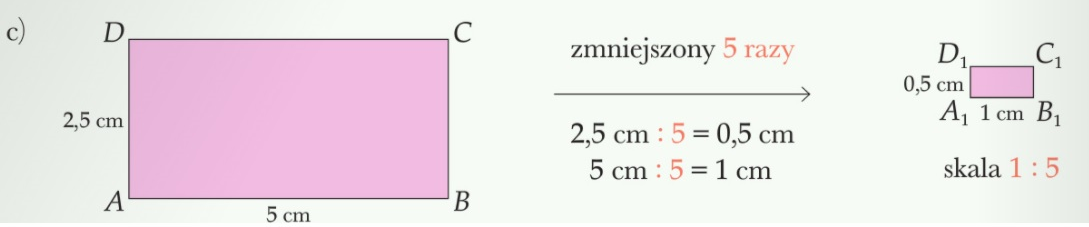 c)
D
C
2,5 cm
A
B
5 cm
zmniejszony 5 razy
2,5 cm : 5 = 0,5 cm
5 cm : 5 = 1 cm
D₁
C₁
0,5 cm
A₁ 1 cm B₁
skala 1 : 5